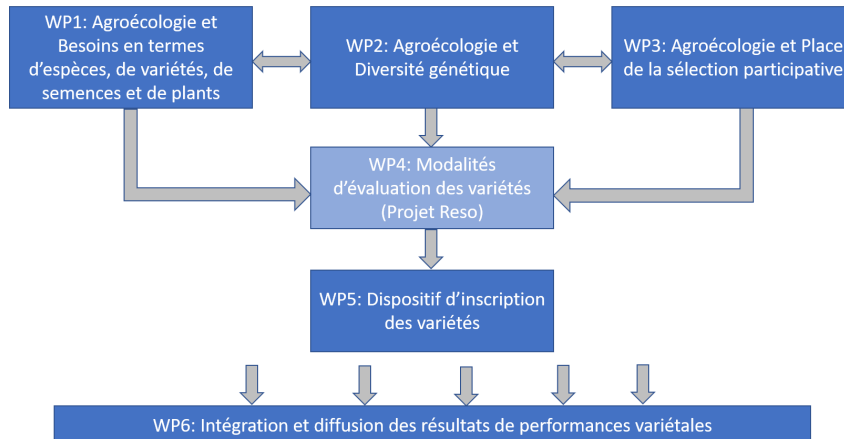 WP1: Agroécologie et
Besoins en termes
d'espèces, de variétés, de
semences et de plants
WP2: Agroécologie et
Diversité génétique
WP3: Agroécologie et Place
de la sélection participative
WP4: Modalités
d'évaluation des variétés
(Projet Reso)
WP5: Dispositif d'inscription
des variétés
WP6: Intégration et diffusion des résultats de performances variétales